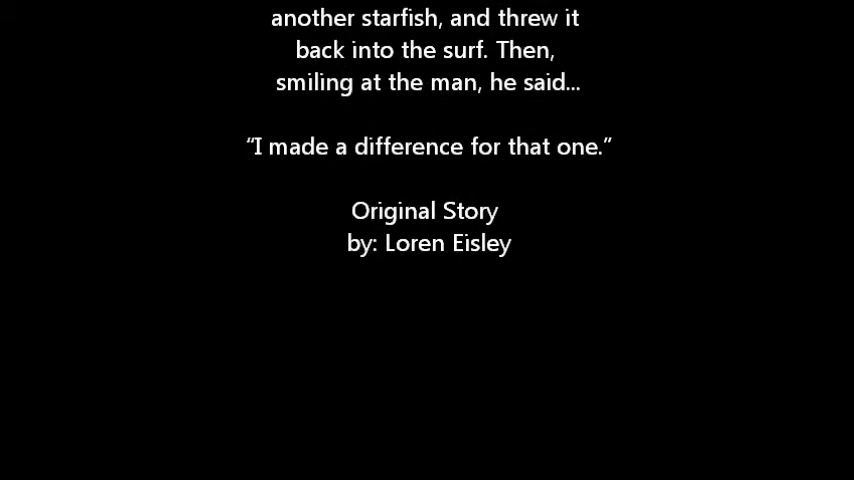 another starfish, and threw it
back into the surf. Then,
smiling at the man, he said...
“I made a difference for that one.”
Original Story
by: Loren Eisley